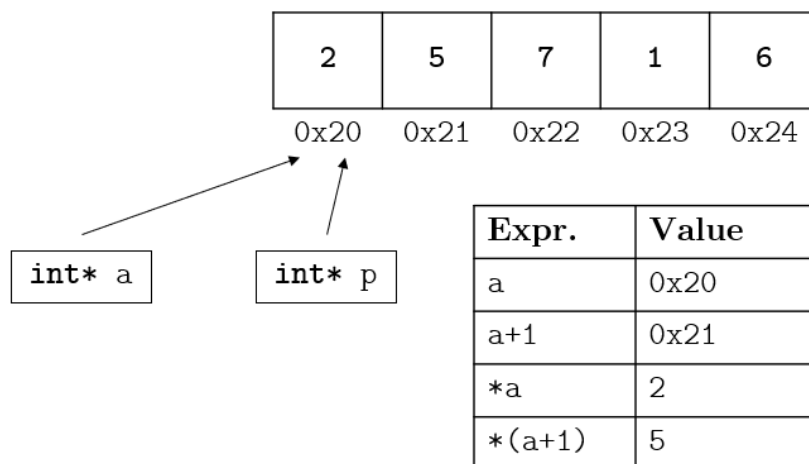 2 5 7 1 6
0x20 0x21 0x22 0x23 0x24
int* a int* p
Expr. Value
a 0x20
a+1 0x21
*a 2
*(a+1) 5